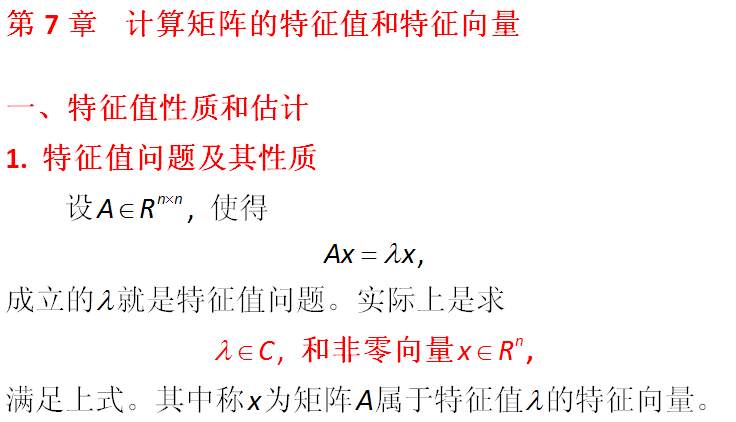 第 7 章 计算矩阵的特征值和特征向量
一、特征值性质和估计
1. 特征值问题及其性质
设 A∈Rⁿˣⁿ, 使得
Ax = λx,
成立的λ就是特征值问题。实际上是求
λ∈C, 和非零向量 x∈Rⁿ,
满足上式。其中称x为矩阵A属于特征值λ的特征向量。